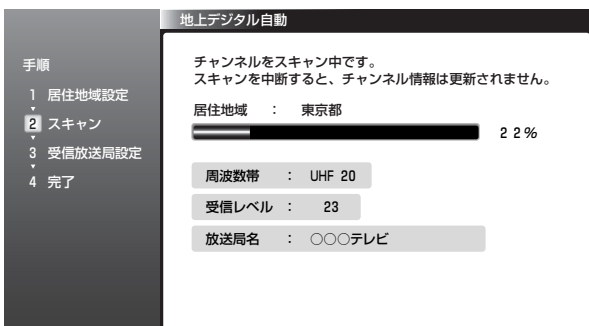 地上デジタル自動
手順
1 居住地域設定
2 スキャン
3 受信放送局設定
4 完了
チャンネルをスキャン中です。
スキャンを中断すると、チャンネル情報は更新されません。
居住地域 : 東京都
22%
周波数帯 : UHF 20
受信レベル : 23
放送局名 : ○○○テレビ